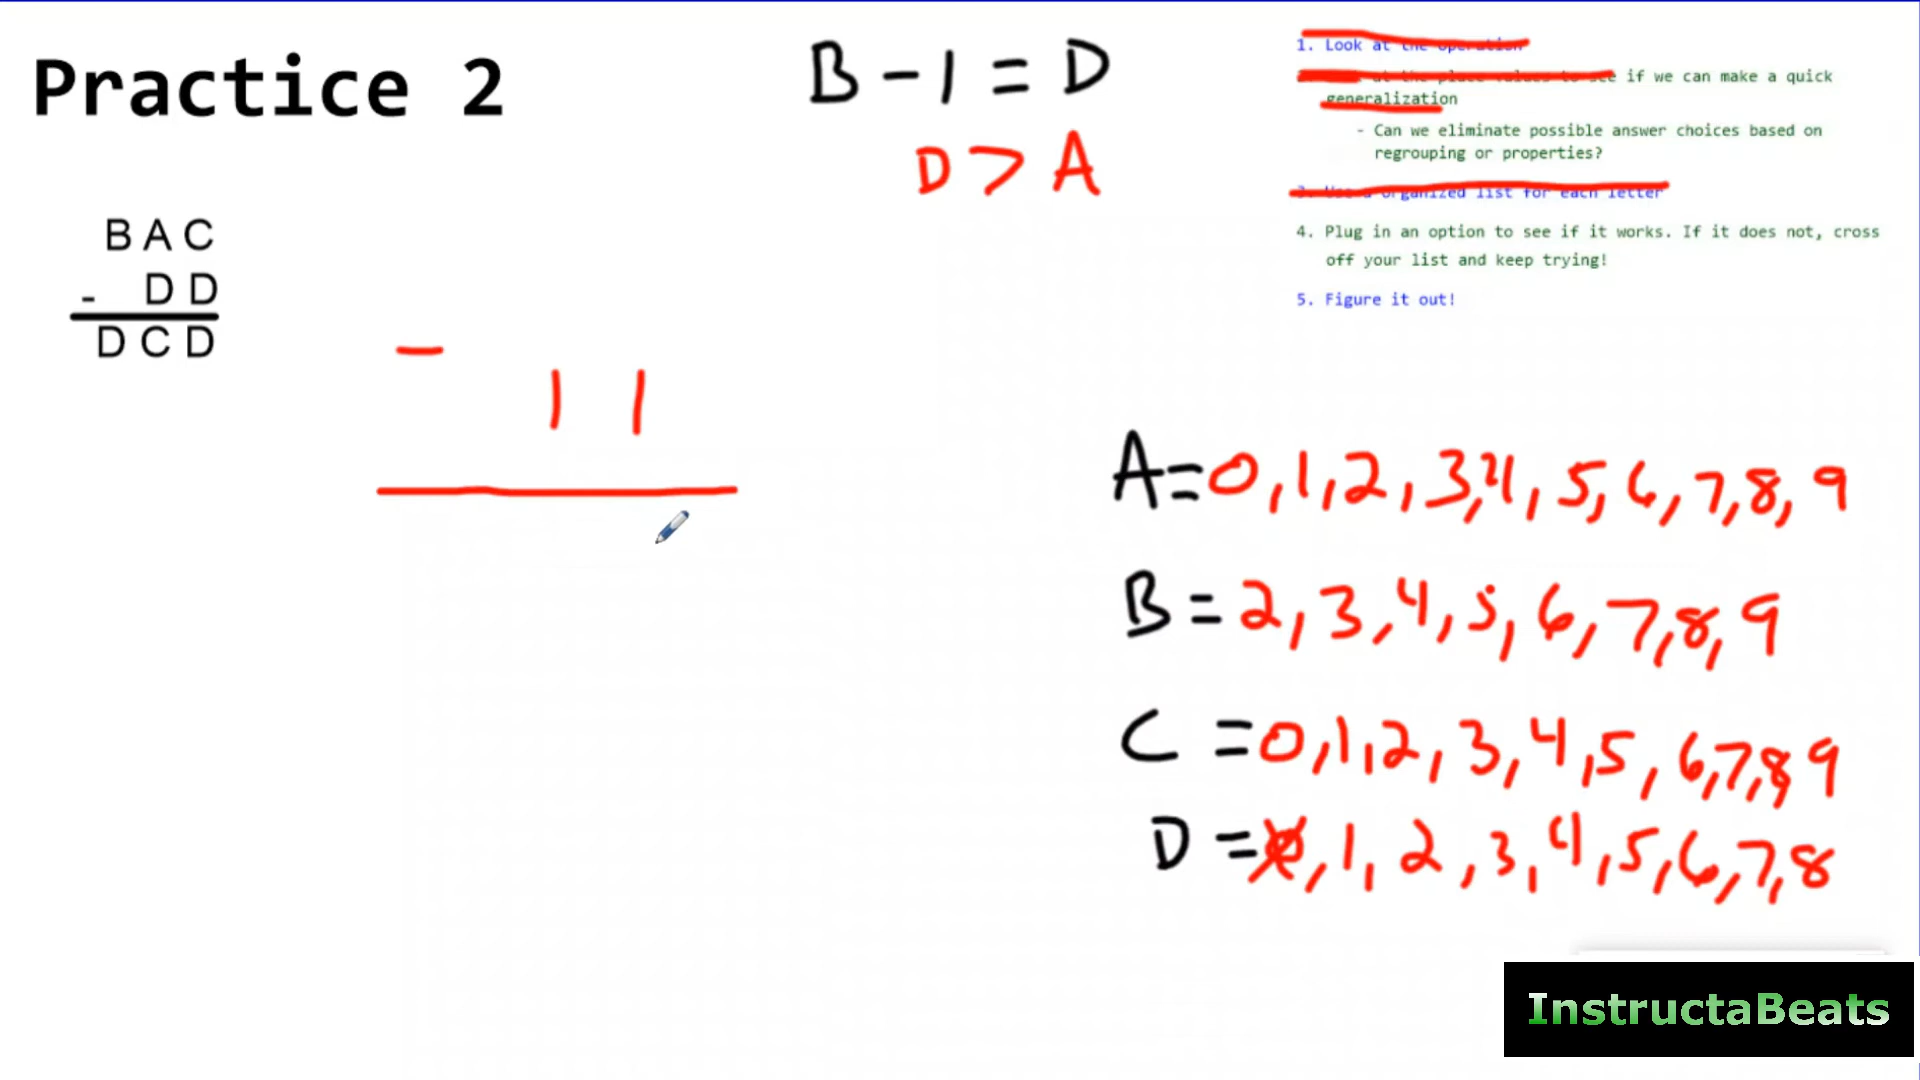 Practice 2
B - 1 = D
D > A
1. Look at the operation
at the place values to see if we can make a quick
generalization
- Can we eliminate possible answer choices based on
regrouping or properties?
3. Use a organized list for each letter
4. Plug in an option to see if it works. If it does not, cross
off your list and keep trying!
5. Figure it out!
B A C
- D D
D C D
-
1 1
A = 0, 1, 2, 3, 4, 5, 6, 7, 8, 9
B = 2, 3, 4, 5, 6, 7, 8, 9
C = 0, 1, 2, 3, 4, 5, 6, 7, 8, 9
D = 0, 1, 2, 3, 4, 5, 6, 7, 8
InstructaBeats